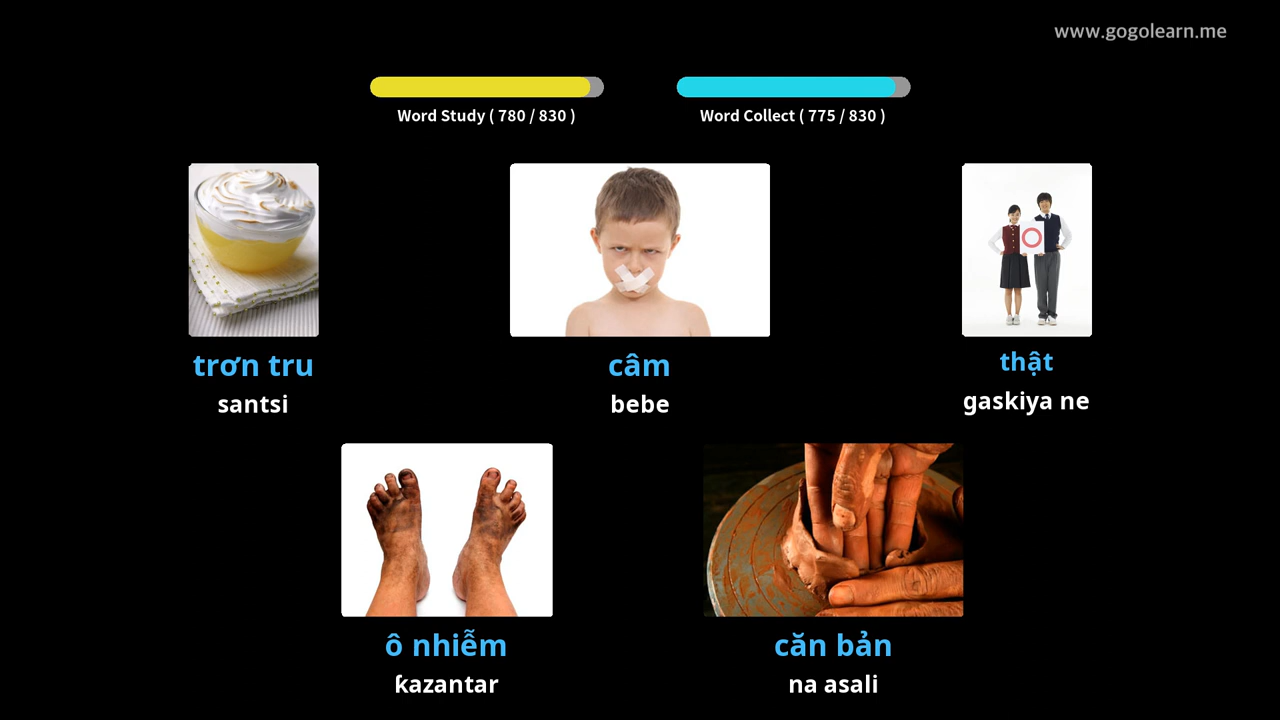 www.gogolearn.me
Word Study ( 780 / 830 )
Word Collect ( 775 / 830 )
trơn tru
santsi
câm
bebe
thật
gaskiya ne
ô nhiễm
ƙazantar
căn bản
na asali